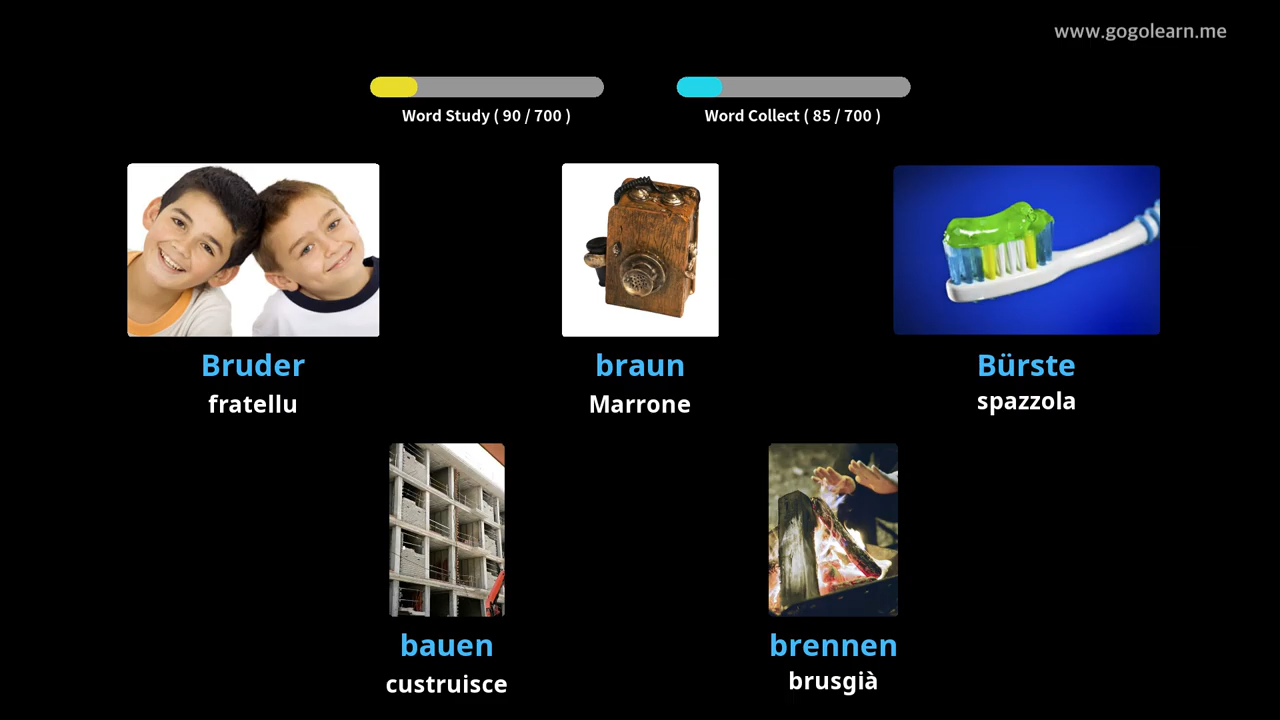 www.gogolearn.me
Word Study ( 90 / 700 )
Word Collect ( 85 / 700 )
Bruder
fratellu
braun
Marrone
Bürste
spazzola
bauen
custruisce
brennen
brusgià